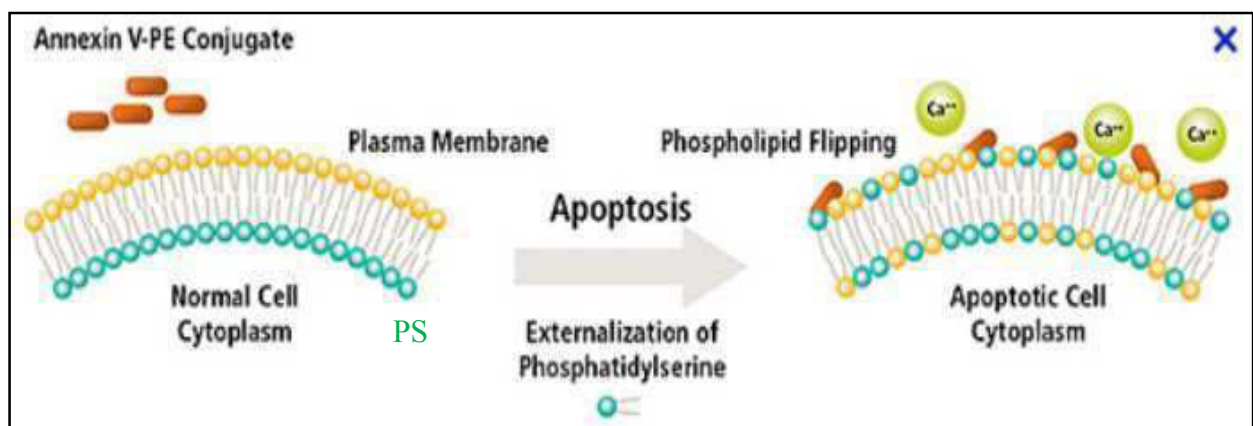 Annexin V-PE Conjugate
Plasma Membrane
Phospholipid Flipping
Ca++
Ca++
Ca++
Apoptosis
Normal Cell
Cytoplasm
PS
Externalization of
Phosphatidylserine
Apoptotic Cell
Cytoplasm